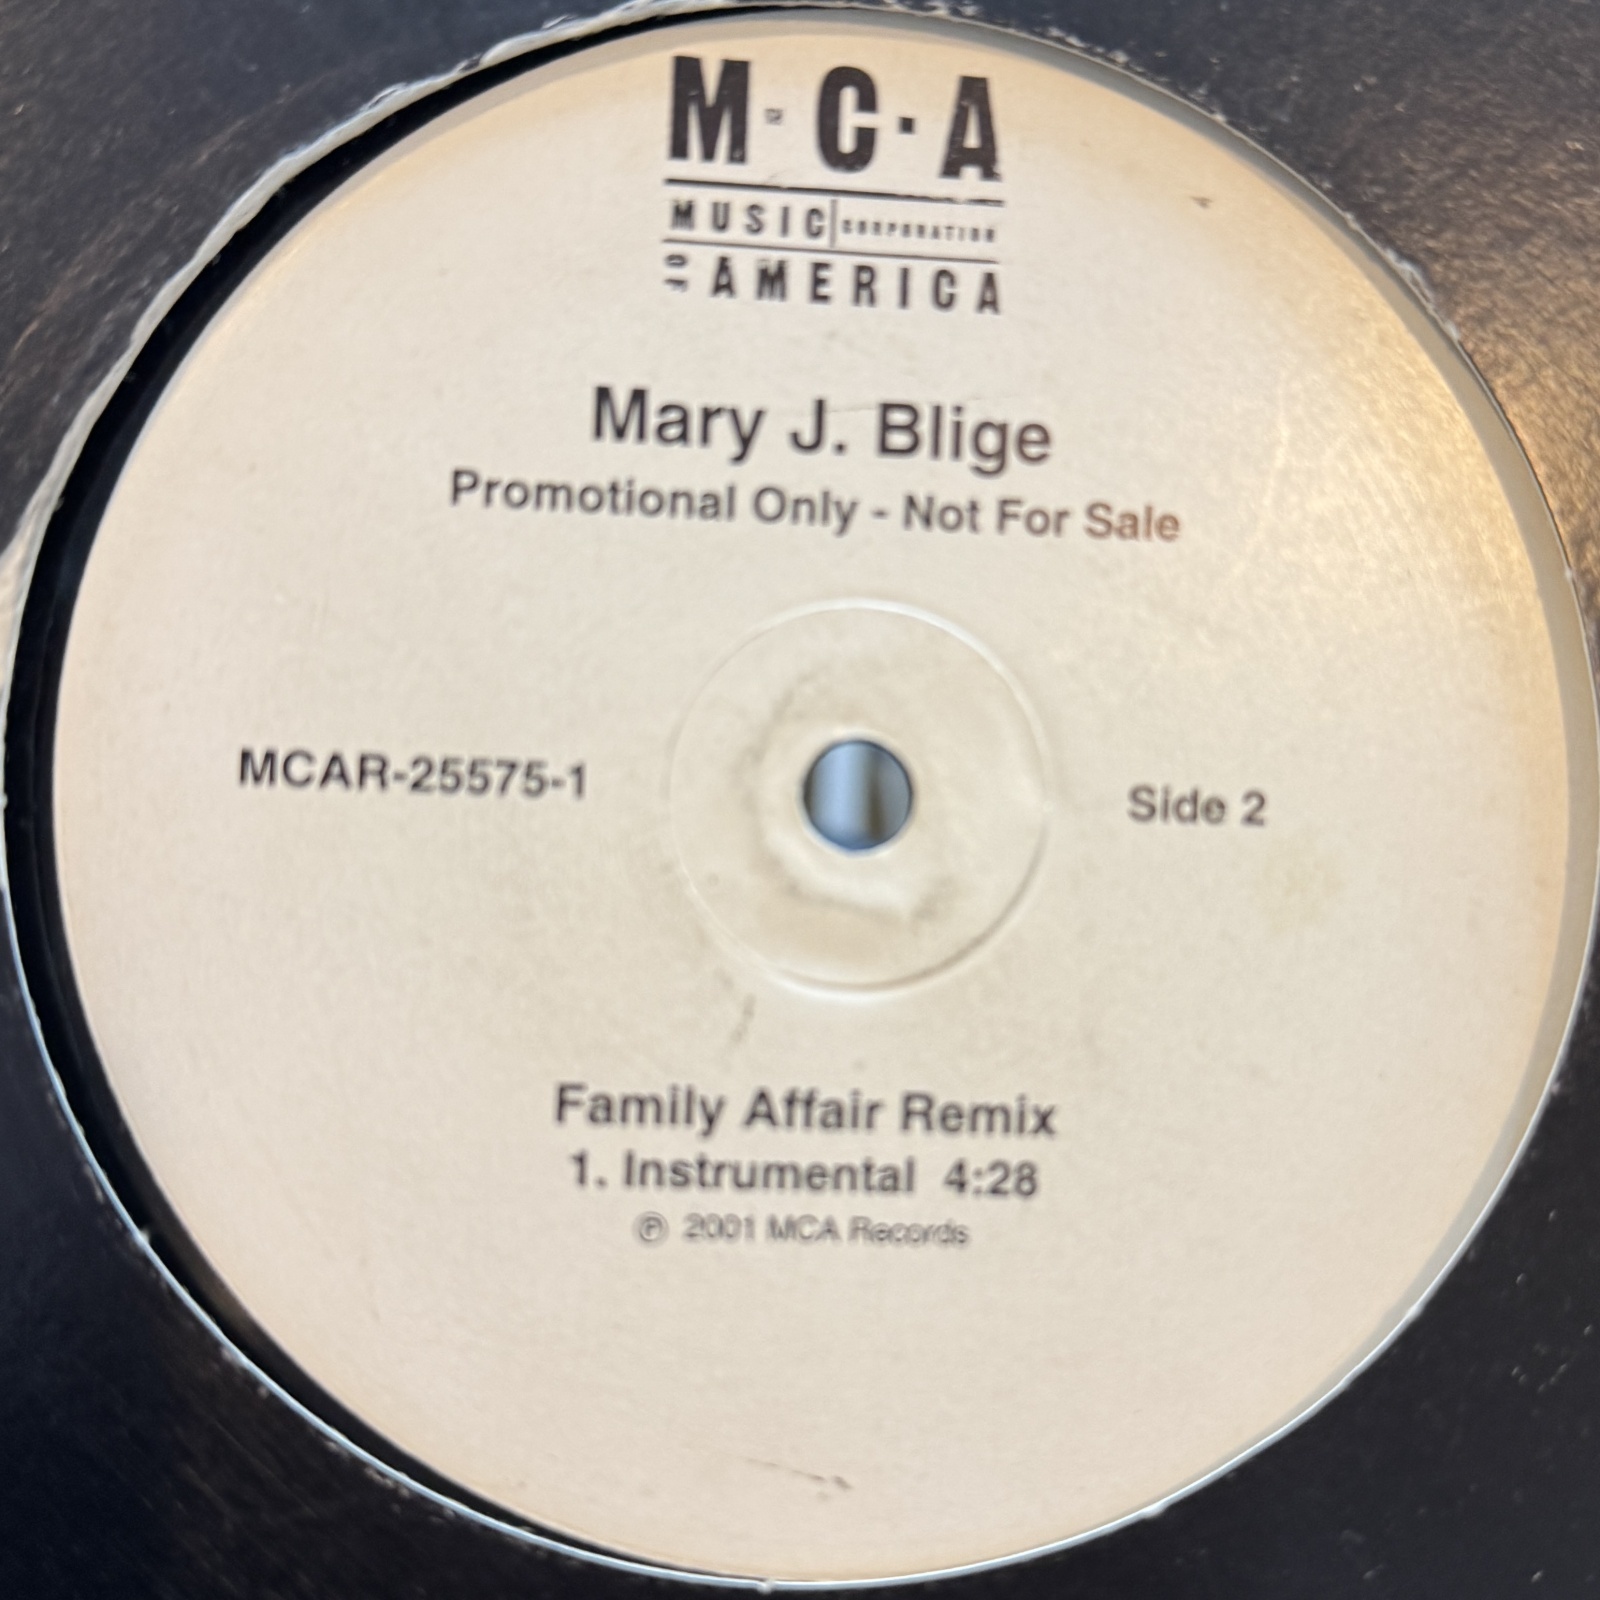 M·C·A
MUSIC CORPORATION
OF AMERICA
Mary J. Blige
Promotional Only - Not For Sale
MCAR-25575-1
Side 2
Family Affair Remix
1. Instrumental 4:28
℗ 2001 MCA Records